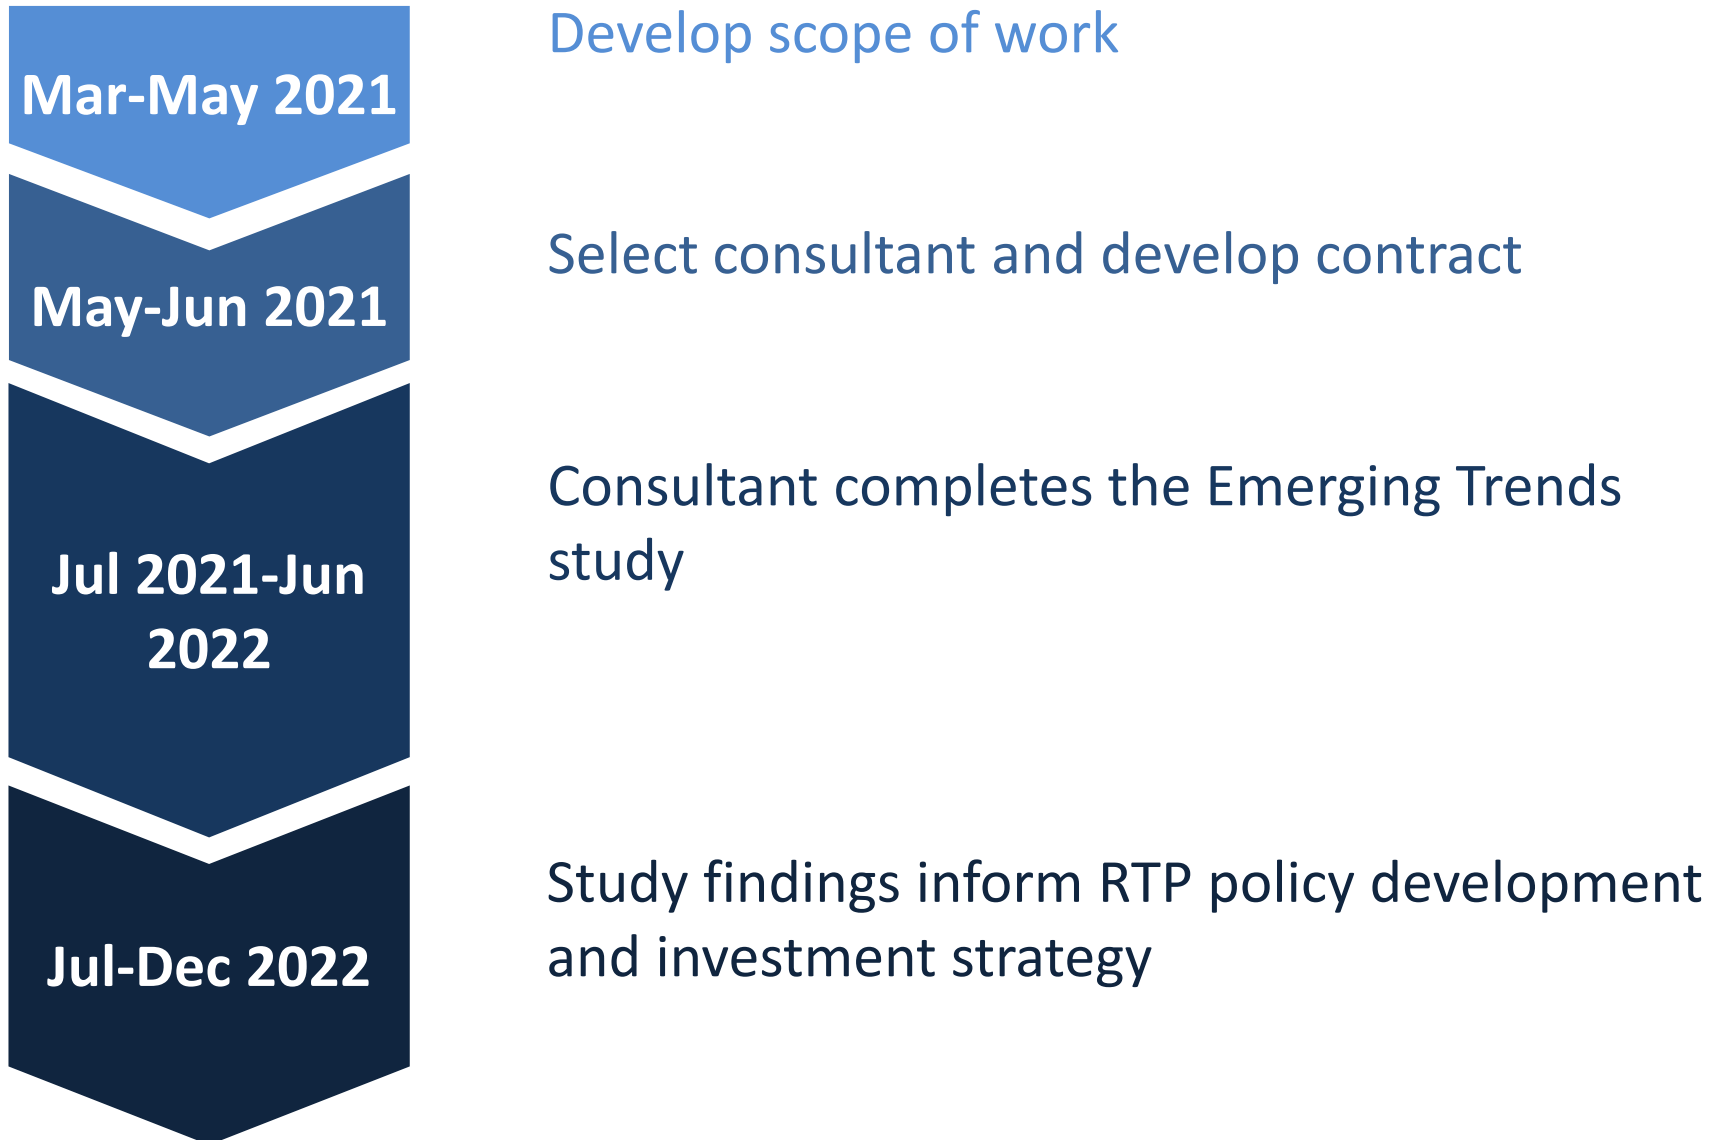 Mar-May 2021
Develop scope of work
May-Jun 2021
Select consultant and develop contract
Jul 2021-Jun
2022
Consultant completes the Emerging Trends
study
Jul-Dec 2022
Study findings inform RTP policy development
and investment strategy